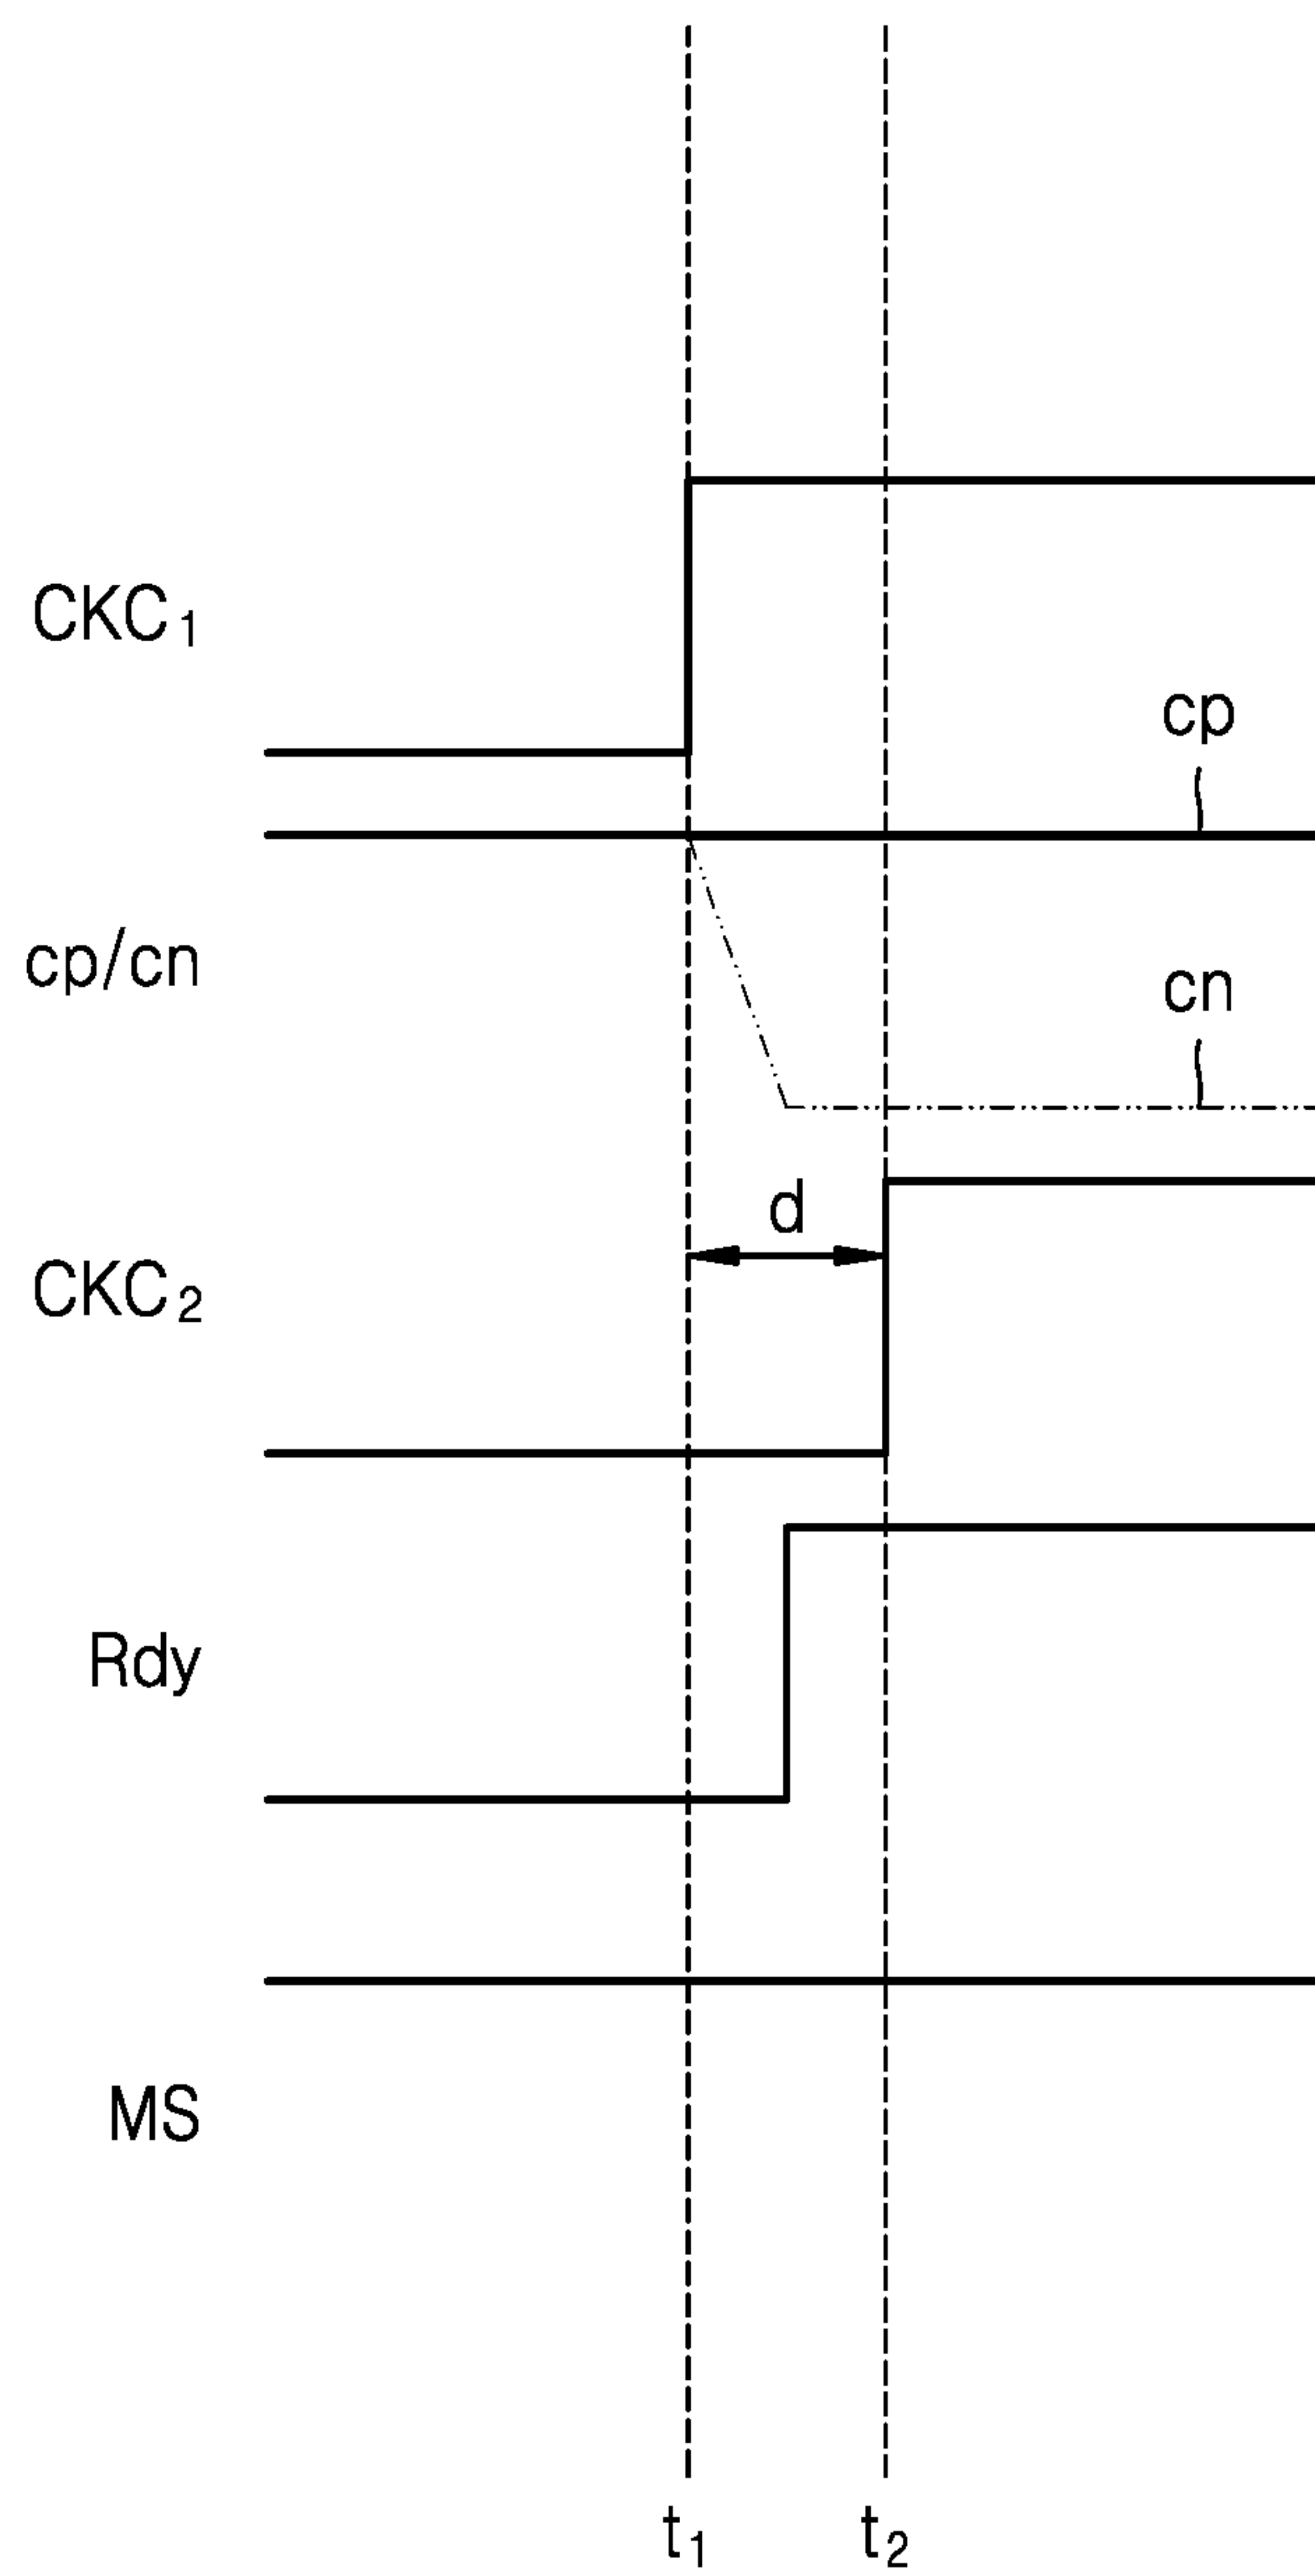 CKC₁
cp
cp/cn
cn
d
CKC₂
Rdy
MS
t₁ t₂